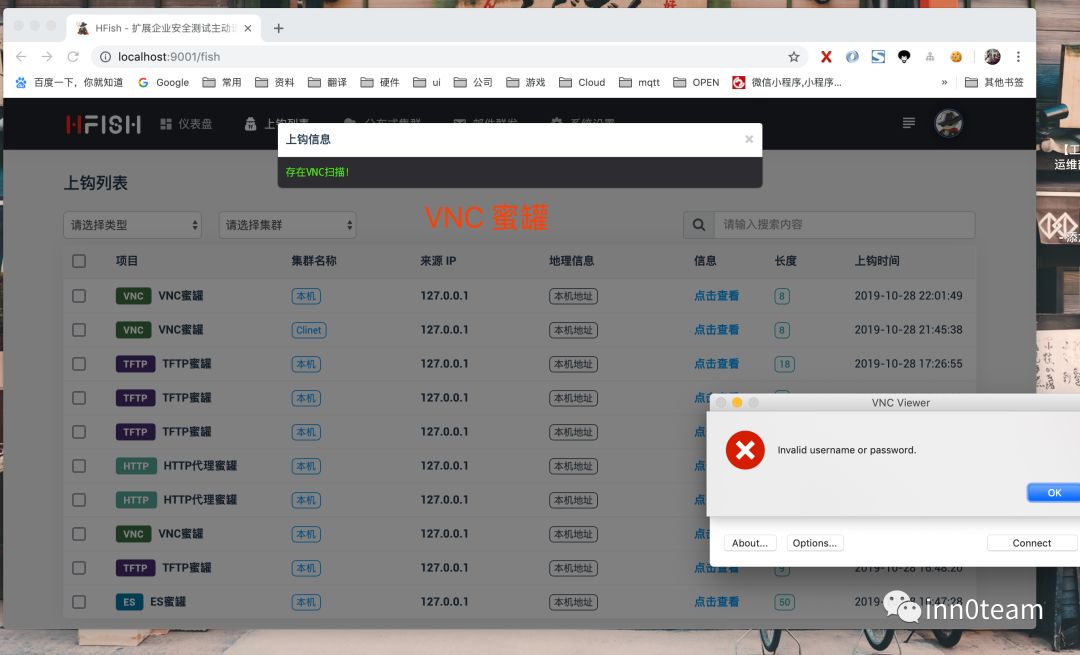 HFish - 扩展企业安全测试主动
localhost:9001/fish
百度一下，你就知道 Google 常用 资料 翻译 硬件 ui 公司 游戏 Cloud mqtt OPEN 微信小程序,小程序... » 其他书签
HFISH 仪表盘 上钩列表 分布式集群 邮件群发 系统设置
上钩信息 ×
存在VNC扫描!
上钩列表
请选择类型 请选择集群 VNC 蜜罐 请输入搜索内容
项目 集群名称 来源 IP 地理信息 信息 长度 上钩时间
VNC VNC蜜罐 本机 127.0.0.1 本机地址 点击查看 8 2019-10-28 22:01:49
VNC VNC蜜罐 Clinet 127.0.0.1 本机地址 点击查看 8 2019-10-28 21:45:38
TFTP TFTP蜜罐 本机 127.0.0.1 本机地址 点击查看 18 2019-10-28 17:26:55
TFTP TFTP蜜罐 本机 127.0.0.1 本机地址
TFTP TFTP蜜罐 本机 127.0.0.1 本机地址 点
HTTP HTTP代理蜜罐 本机 127.0.0.1 本机地址 点
HTTP HTTP代理蜜罐 本机 127.0.0.1 本机地址 点
VNC VNC蜜罐 本机 127.0.0.1 本机地址 点
TFTP TFTP蜜罐 本机 127.0.0.1 本机地址 点击查看 9 2019-10-28 16:48:20
ES ES蜜罐 本机 127.0.0.1 本机地址 点击查看 50
VNC Viewer
Invalid username or password.
OK
About... Options... Connect
【工
运维
inn0team